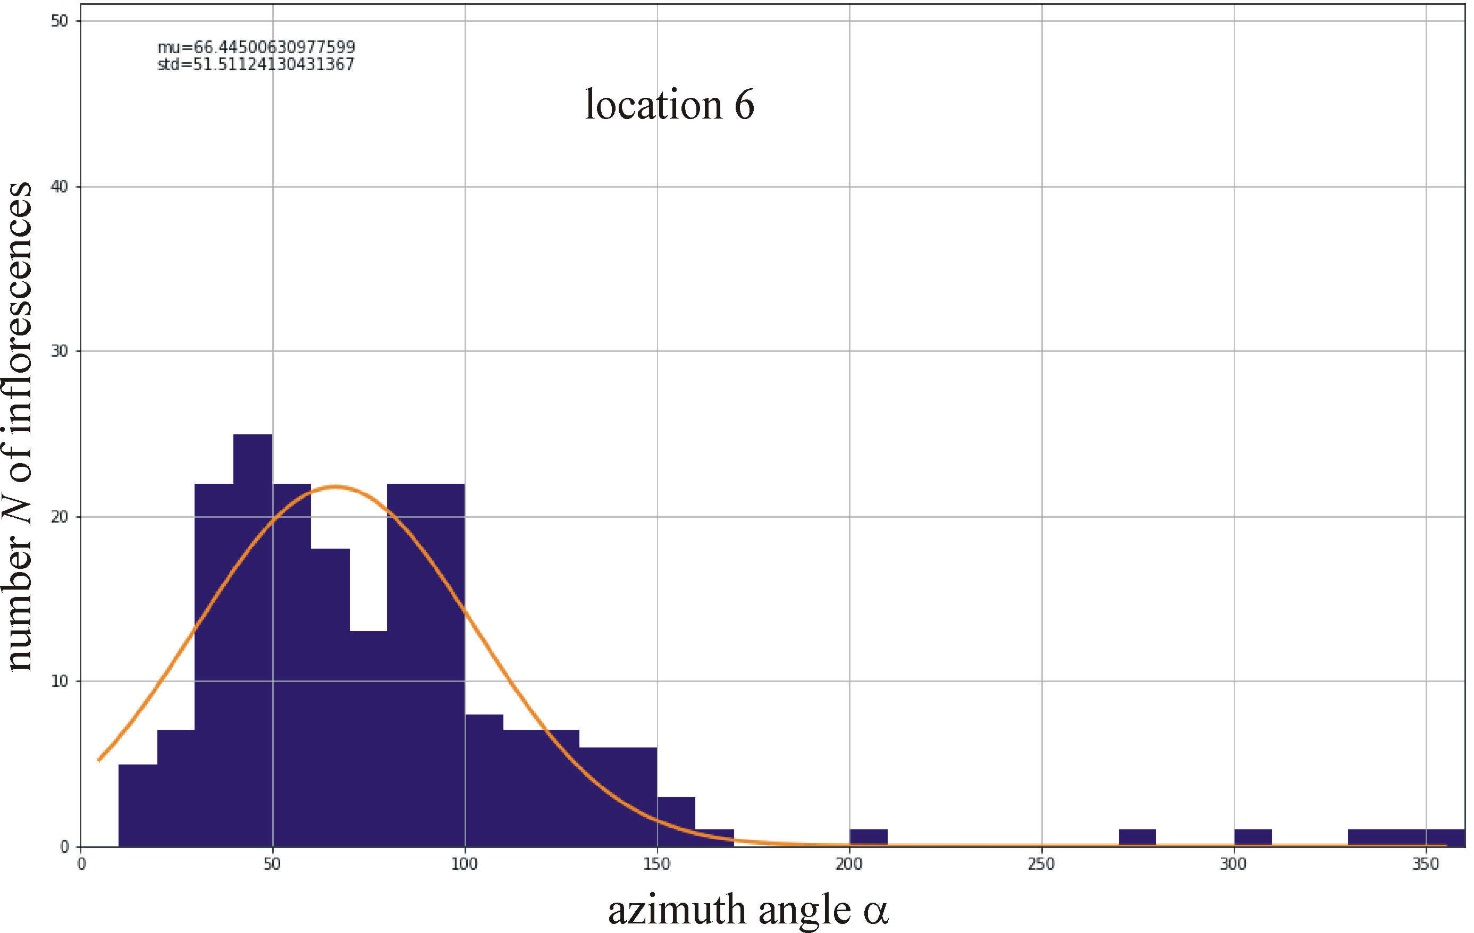 50
mu=66.44500630977599
std=51.51124130431367
location 6
40
30
20
10
0
number N of inflorescences
0 50 100 150 200 250 300 350
azimuth angle α